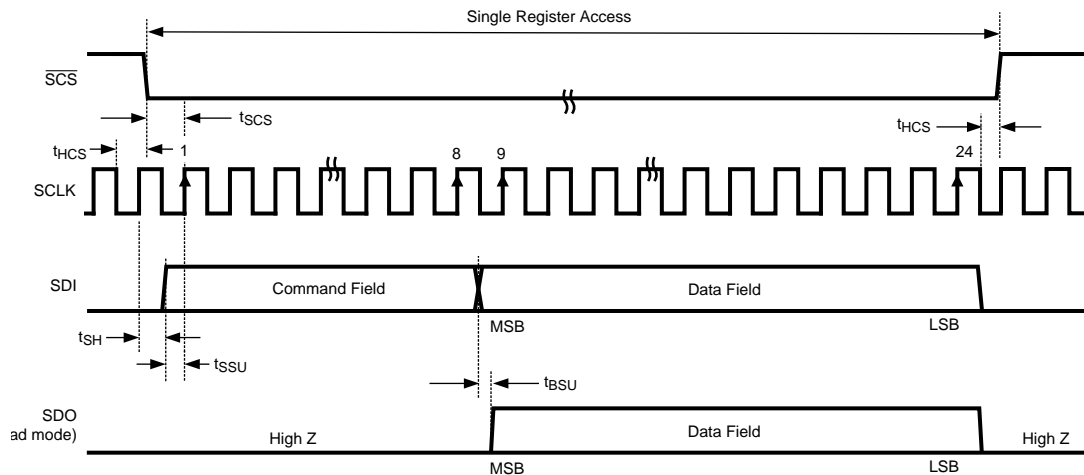 Single Register Access
SCS
tSCS
tHCS
tHCS
1
8
9
24
SCLK
SDI
Command Field
Data Field
MSB
LSB
tSH
tSSU
tBSU
SDO
ad mode)
High Z
Data Field
High Z
MSB
LSB